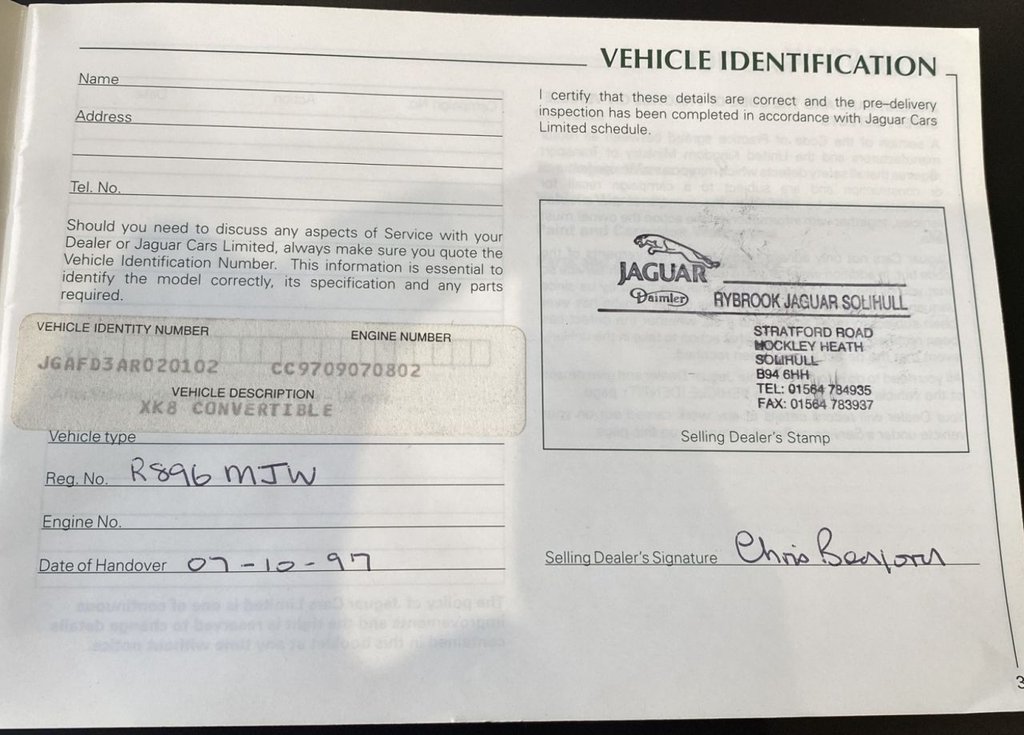 VEHICLE IDENTIFICATION
Name
Address
Tel. No.
Should you need to discuss any aspects of Service with your
Dealer or Jaguar Cars Limited, always make sure you quote the
Vehicle Identification Number. This information is essential to
identify the model correctly, its specification and any parts
required.
VEHICLE IDENTITY NUMBER ENGINE NUMBER
JGAFD3AR020102 CC9709070802
VEHICLE DESCRIPTION
XK8 CONVERTIBLE
Vehicle type
Reg. No. R896 MJW
Engine No.
Date of Handover 07-10-97
I certify that these details are correct and the pre-delivery
inspection has been completed in accordance with Jaguar Cars
Limited schedule.
JAGUAR
Daimler RYBROOK JAGUAR SOLIHULL
STRATFORD ROAD
HOCKLEY HEATH
SOLIHULL
B94 6HH
TEL: 01564 784935
FAX: 01564 783937
Selling Dealer's Stamp
Selling Dealer's Signature Chris
3